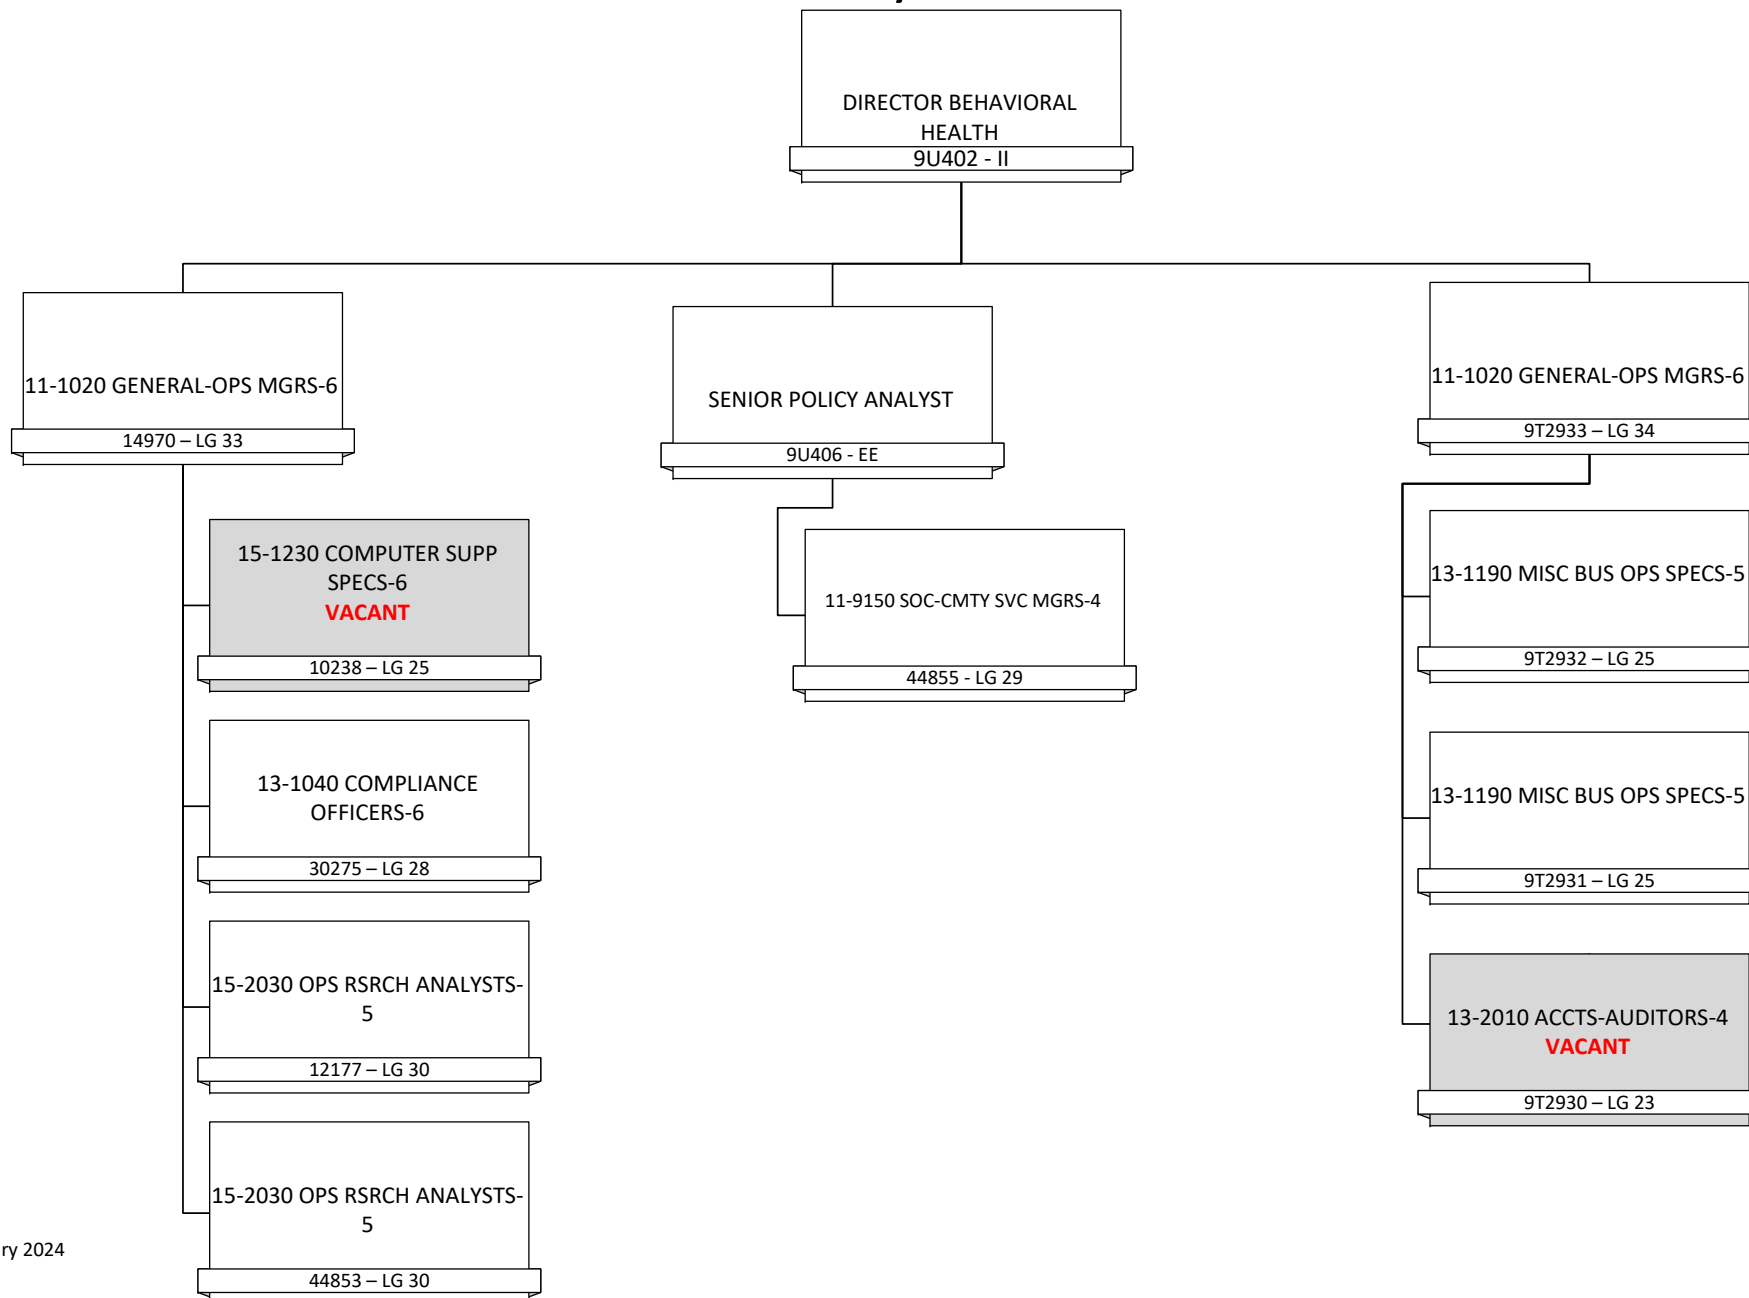 DIRECTOR BEHAVIORAL
HEALTH
9U402 - II
11-1020 GENERAL-OPS MGRS-6
14970 – LG 33
SENIOR POLICY ANALYST
9U406 - EE
11-1020 GENERAL-OPS MGRS-6
9T2933 – LG 34
15-1230 COMPUTER SUPP
SPECS-6
VACANT
10238 – LG 25
13-1040 COMPLIANCE
OFFICERS-6
30275 – LG 28
15-2030 OPS RSRCH ANALYSTS-
5
12177 – LG 30
15-2030 OPS RSRCH ANALYSTS-
5
44853 – LG 30
11-9150 SOC-CMTY SVC MGRS-4
44855 - LG 29
13-1190 MISC BUS OPS SPECS-5
9T2932 – LG 25
13-1190 MISC BUS OPS SPECS-5
9T2931 – LG 25
13-2010 ACCTS-AUDITORS-4
VACANT
9T2930 – LG 23
ry 2024